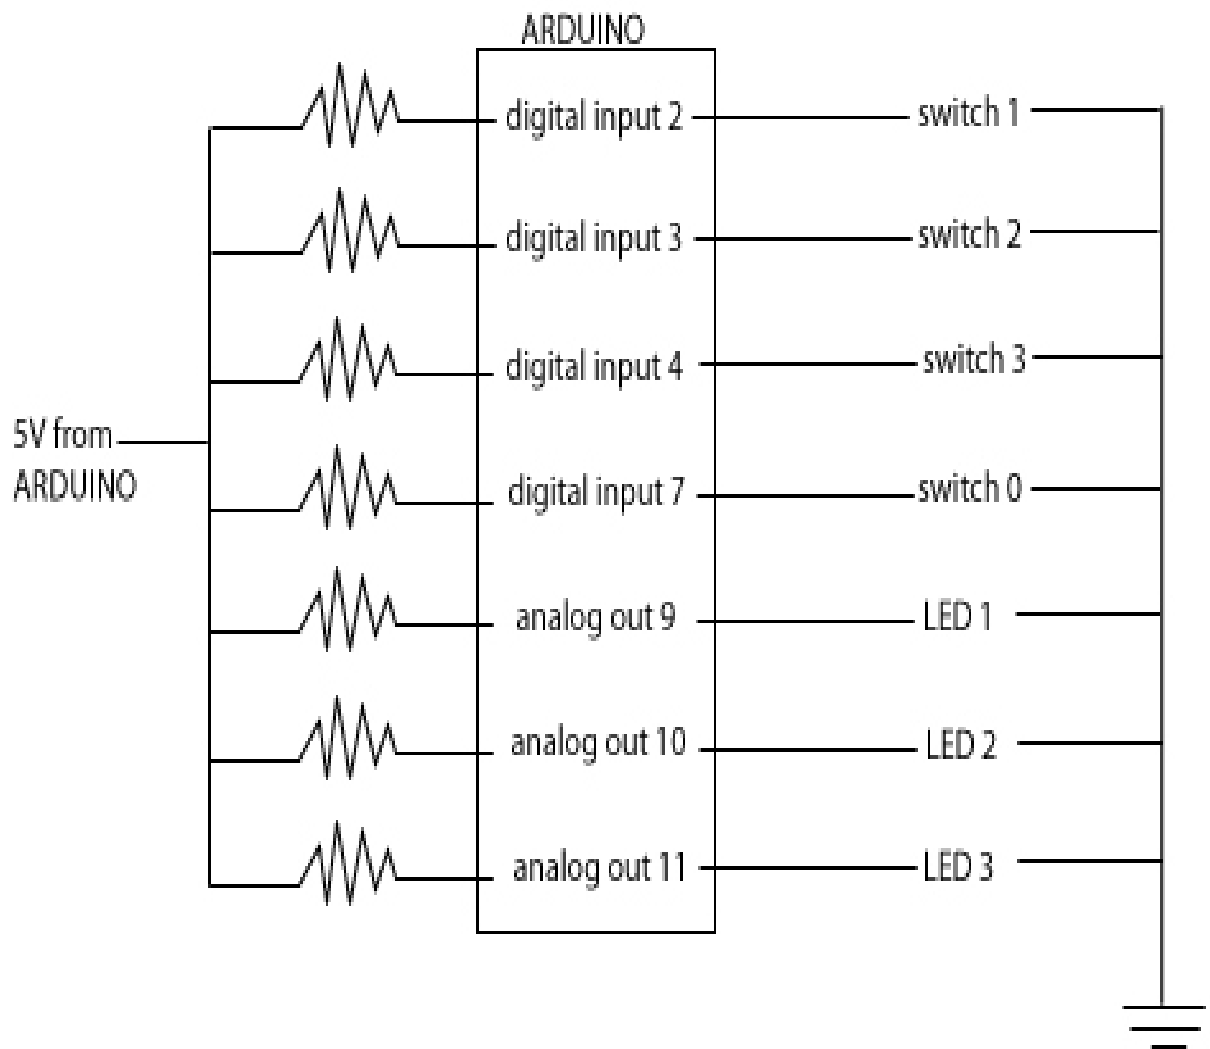 ARDUINO
digital input 2
switch 1
digital input 3
switch 2
digital input 4
switch 3
5V from
ARDUINO
digital input 7
switch 0
analog out 9
LED 1
analog out 10
LED 2
analog out 11
LED 3